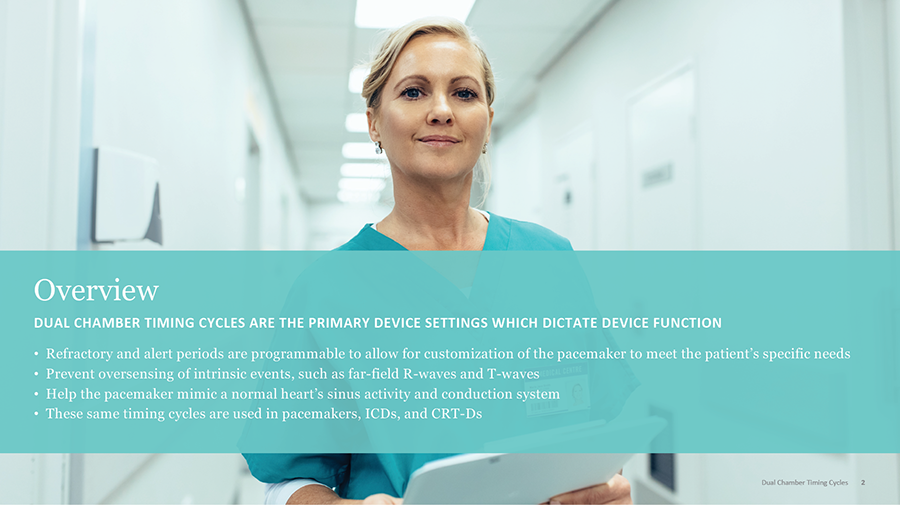 Overview
DUAL CHAMBER TIMING CYCLES ARE THE PRIMARY DEVICE SETTINGS WHICH DICTATE DEVICE FUNCTION
• Refractory and alert periods are programmable to allow for customization of the pacemaker to meet the patient’s specific needs
• Prevent oversensing of intrinsic events, such as far-field R-waves and T-waves
• Help the pacemaker mimic a normal heart’s sinus activity and conduction system
• These same timing cycles are used in pacemakers, ICDs, and CRT-Ds
Dual Chamber Timing Cycles 2